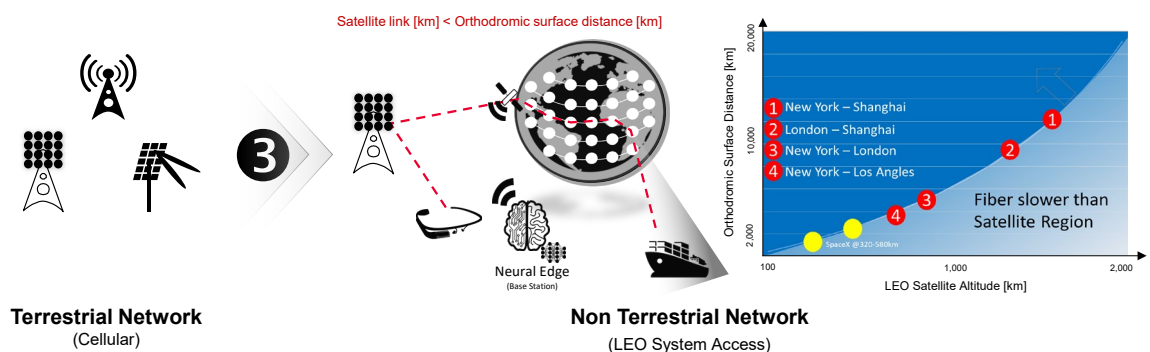 Satellite link [km] < Orthodromic surface distance [km]
3
Neural Edge
(Base Station)
Terrestrial Network
(Cellular)
Non Terrestrial Network
(LEO System Access)
Orthodromic Surface Distance [km]
20,000
10,000
2,000
1 New York – Shanghai
2 London – Shanghai
3 New York – London
4 New York – Los Angles
1
2
3
4
Fiber slower than
Satellite Region
SpaceX @320-580km
100
1,000
2,000
LEO Satellite Altitude [km]